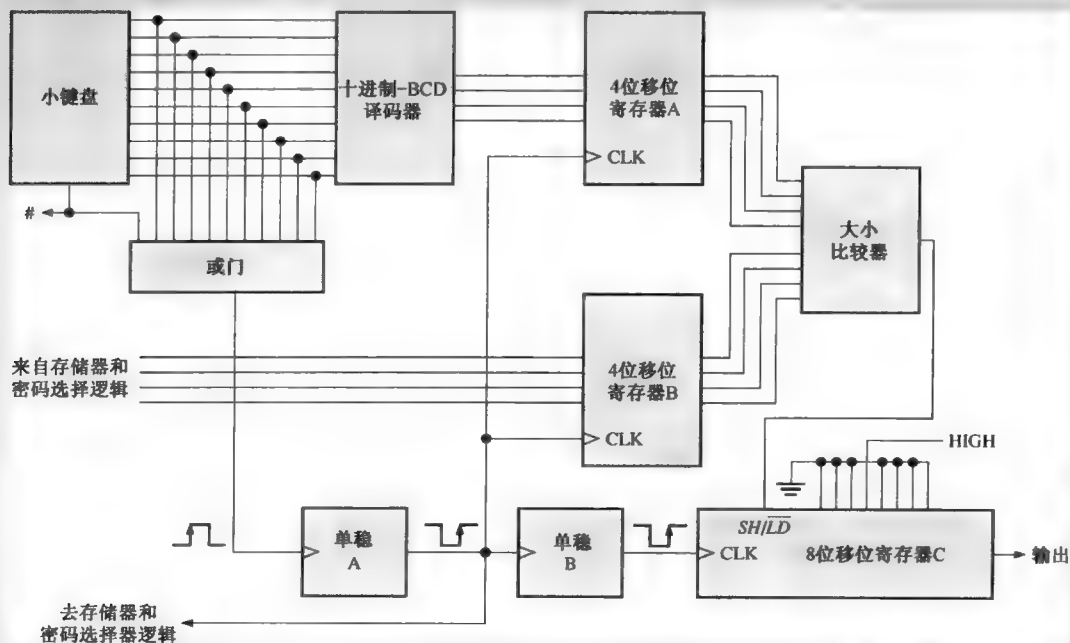 小键盘
十进制-BCD
译码器
4位移位
寄存器A
CLK
#
或门
大小
比较器
来自存储器和
密码选择逻辑
4位移位
寄存器B
CLK
HIGH
SH/L̅D̅
单稳
A
单稳
B
CLK
8位移位寄存器C
输出
去存储器和
密码选择器逻辑